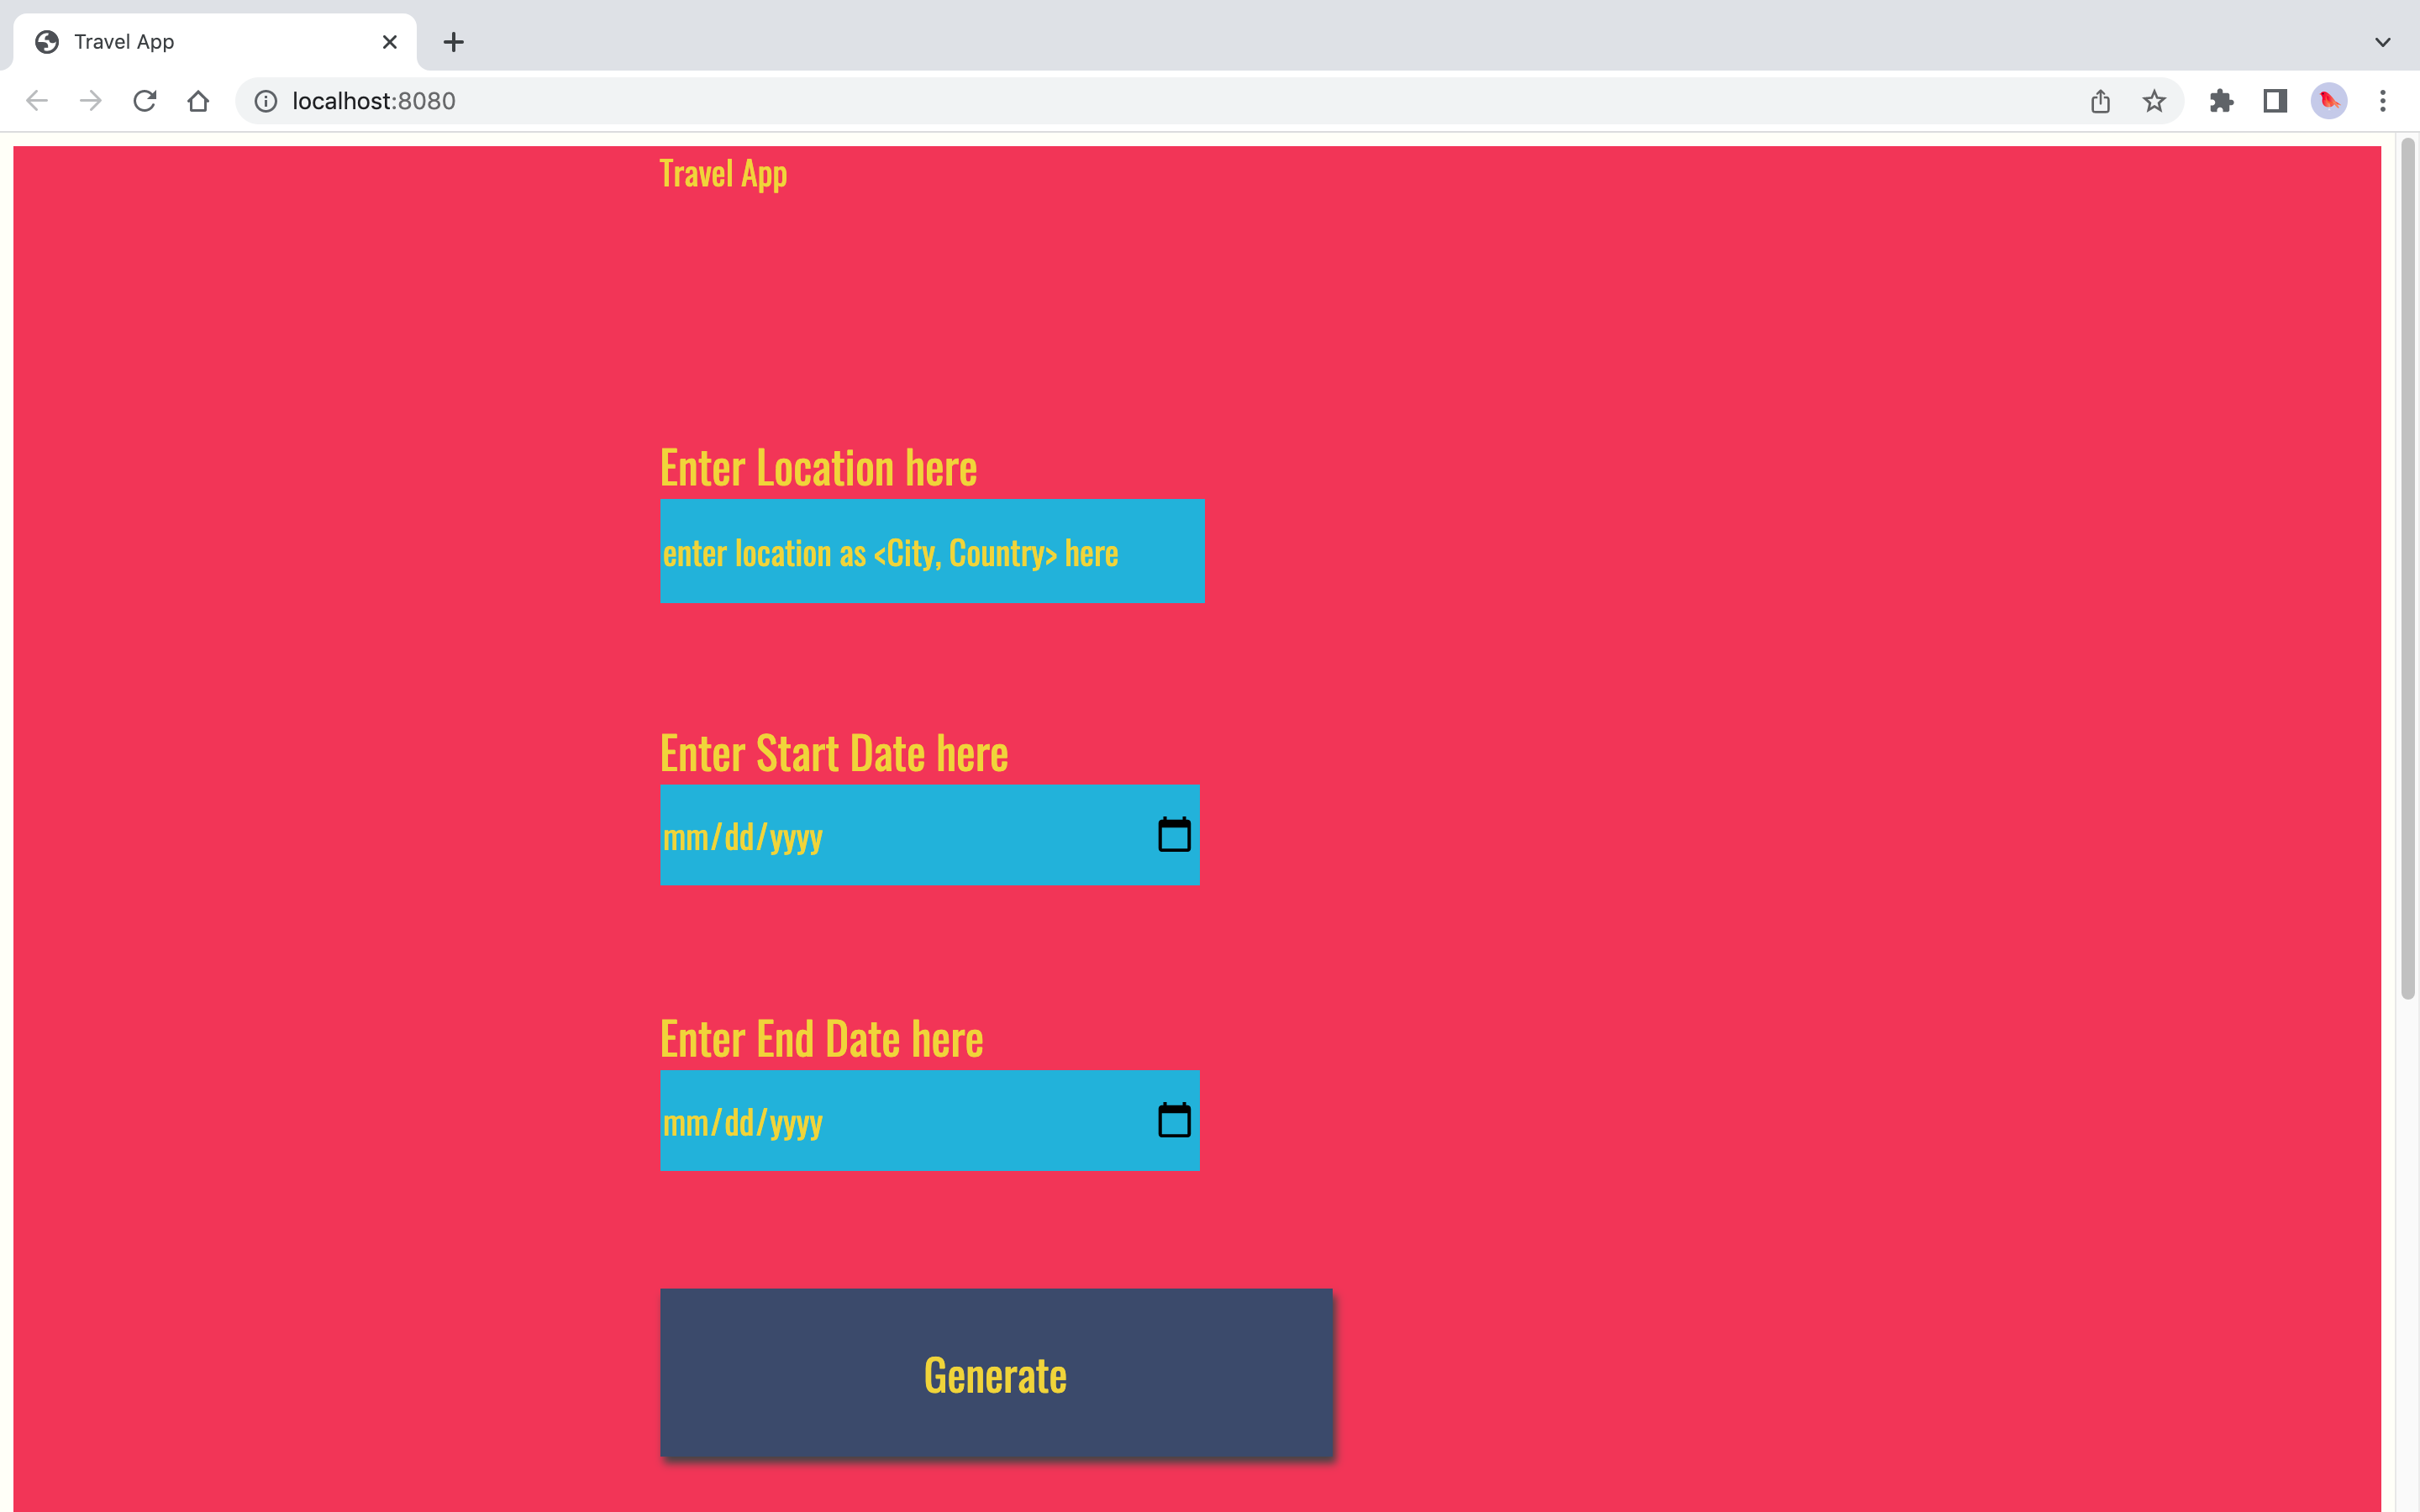 Travel App
localhost:8080
Travel App
Enter Location here
enter location as <City, Country> here
Enter Start Date here
mm/dd/yyyy
Enter End Date here
mm/dd/yyyy
Generate